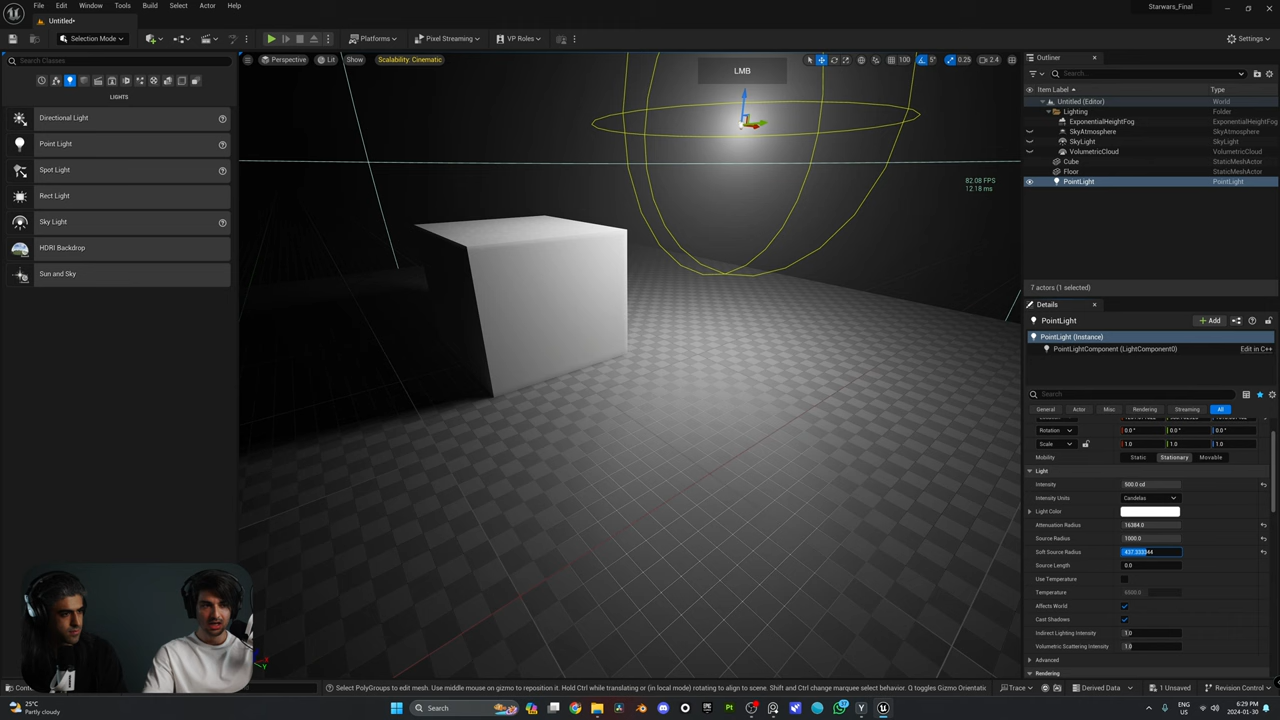 File Edit Window Tools Build Select Actor Help
Starwars_Final
Untitled*
Selection Mode
Platforms
Pixel Streaming
VP Roles
Settings
Search Classes
LIGHTS
Directional Light
Point Light
Spot Light
Rect Light
Sky Light
HDRI Backdrop
Sun and Sky
Perspective Lit Show Scalability: Cinematic
100 5° 0.25 2.4
LMB
82.08 FPS
12.18 ms
Outliner
Search...
Item Label Type
Untitled (Editor) World
Lighting Folder
ExponentialHeightFog ExponentialHeightFog
SkyAtmosphere SkyAtmosphere
SkyLight SkyLight
VolumetricCloud VolumetricCloud
Cube StaticMeshActor
Floor StaticMeshActor
PointLight PointLight
7 actors (1 selected)
Details
PointLight
Add
PointLight (Instance)
PointLightComponent (LightComponent0) Edit in C++
Search
General Actor Misc Rendering Streaming All
Rotation 0.0° 0.0° 0.0°
Scale 1.0 1.0 1.0
Mobility Static Stationary Movable
Light
Intensity 500.0 cd
Intensity Units Candelas
Light Color
Attenuation Radius 16384.0
Source Radius 1000.0
Soft Source Radius 437.333344
Source Length 0.0
Use Temperature
Temperature 6500.0
Affects World
Cast Shadows
Indirect Lighting Intensity 1.0
Volumetric Scattering Intensity 1.0
Advanced
Rendering
Select PolyGroups to edit mesh. Use middle mouse on gizmo to reposition it. Hold Ctrl while translating or (in local mode) rotating to align to scene. Shift and Ctrl change marquee select behavior. Q toggles Gizmo Orientatic
Trace
Derived Data
1 Unsaved
Revision Control
25°C
Partly cloudy
Search
ENG
US
6:29 PM
2024-01-30